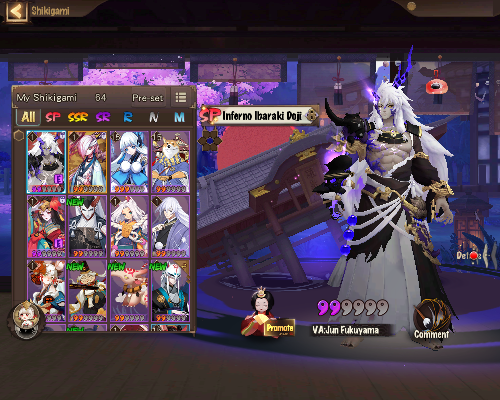 Shikigami
My Shikigami 64 Pre-set
All SP SSR SR R N M
SP Inferno Ibaraki Doji
NEW
NEW NEW NEW
Promote
VA:Jun Fukuyama
Comment